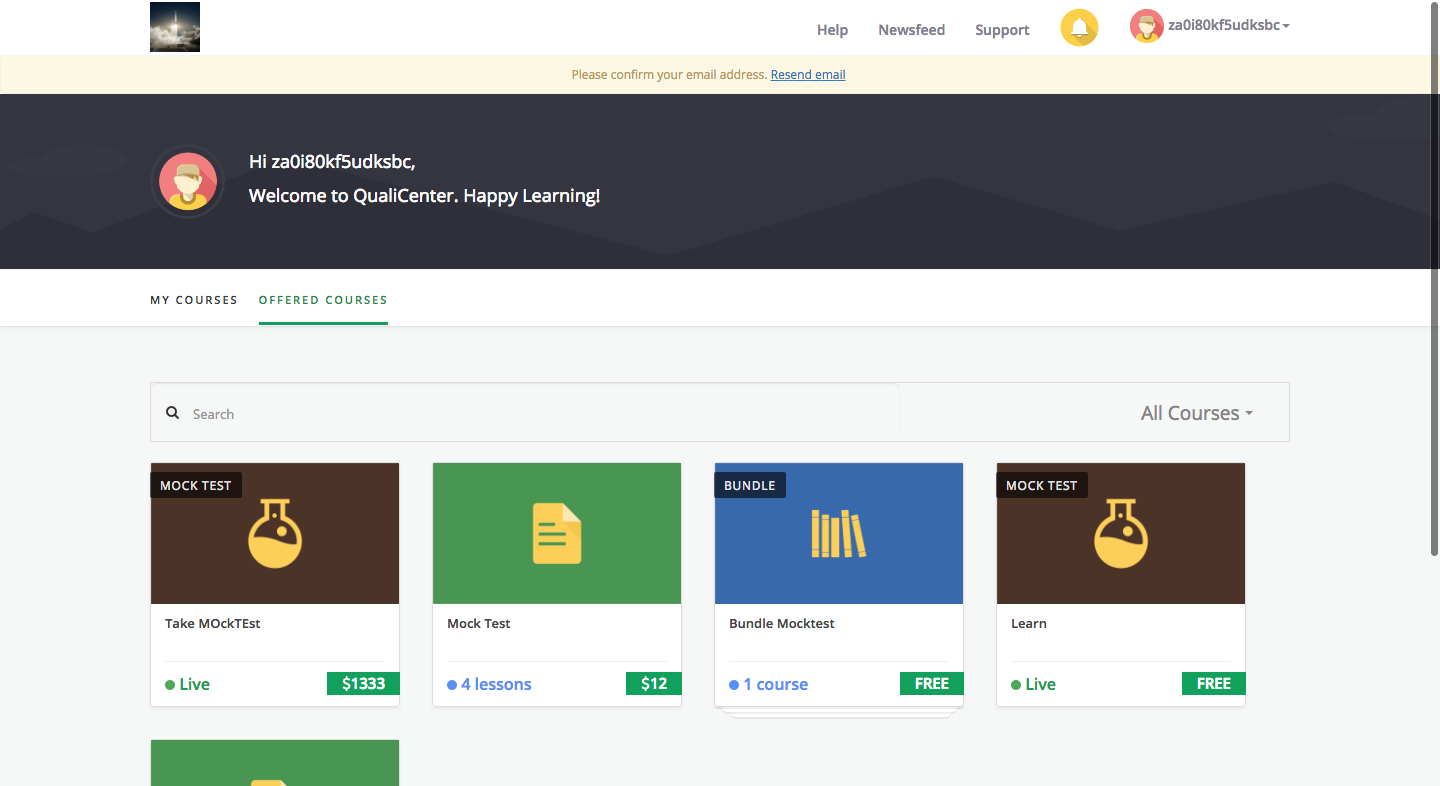 Help Newsfeed Support za0i80kf5udksbc
Please confirm your email address. Resend email
Hi za0i80kf5udksbc,
Welcome to QualiCenter. Happy Learning!
MY COURSES OFFERED COURSES
Search All Courses
MOCK TEST BUNDLE MOCK TEST
Take MOckTEst Mock Test Bundle Mocktest Learn
Live $1333 4 lessons $12 1 course FREE Live FREE